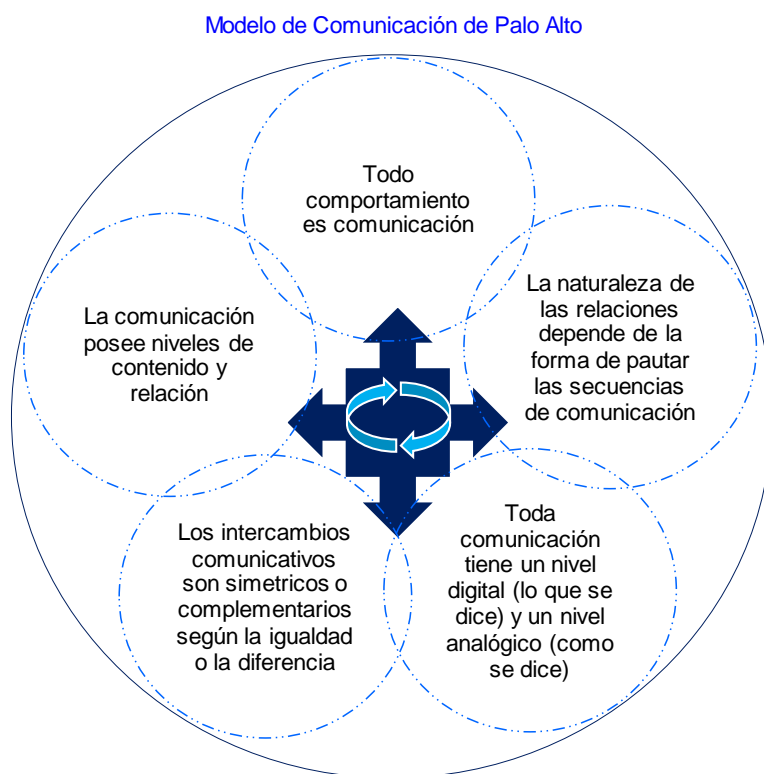 Modelo de Comunicación de Palo Alto
Todo
comportamiento
es comunicación
La naturaleza de
las relaciones
depende de la
forma de pautar
las secuencias
de comunicación
La comunicación
posee niveles de
contenido y
relación
Toda
comunicación
tiene un nivel
digital (lo que se
dice) y un nivel
analógico (como
se dice)
Los intercambios
comunicativos
son simetricos o
complementarios
según la igualdad
o la diferencia